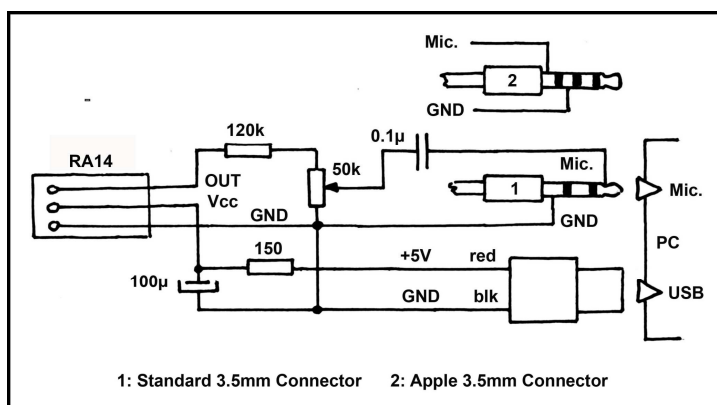 Mic.
2
GND
120k
0.1µ
RA14
50k
Mic.
OUT
1
Mic.
Vcc
GND
GND
PC
150
+5V red
100µ
USB
GND blk
1: Standard 3.5mm Connector 2: Apple 3.5mm Connector